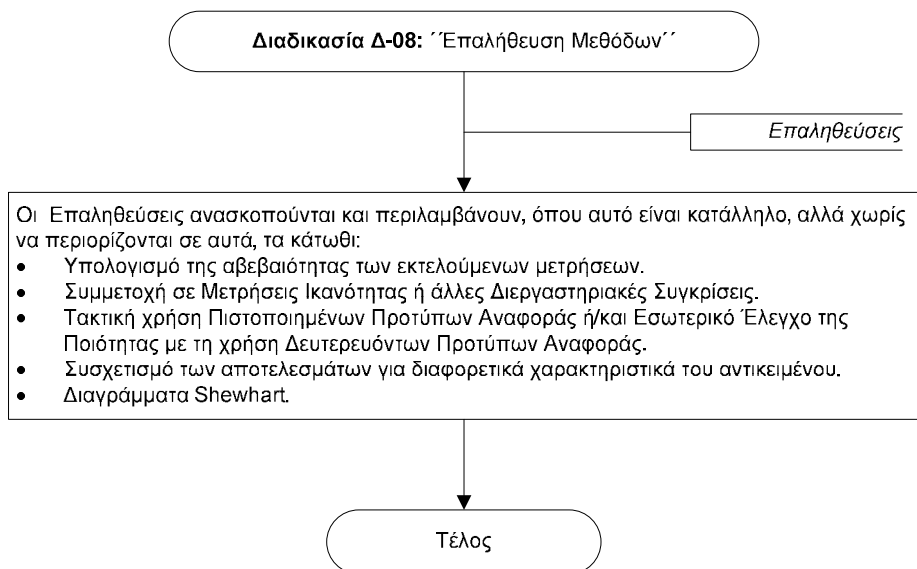 Διαδικασία Δ-08: ´´Επαλήθευση Μεθόδων´´
Επαληθεύσεις
Οι Επαληθεύσεις ανασκοπούνται και περιλαμβάνουν, όπου αυτό είναι κατάλληλο, αλλά χωρίς
να περιορίζονται σε αυτά, τα κάτωθι:
• Υπολογισμό της αβεβαιότητας των εκτελούμενων μετρήσεων.
• Συμμετοχή σε Μετρήσεις Ικανότητας ή άλλες Διεργαστηριακές Συγκρίσεις.
• Τακτική χρήση Πιστοποιημένων Προτύπων Αναφοράς ή/και Εσωτερικό Έλεγχο της
Ποιότητας με τη χρήση Δευτερευόντων Προτύπων Αναφοράς.
• Συσχετισμό των αποτελεσμάτων για διαφορετικά χαρακτηριστικά του αντικειμένου.
• Διαγράμματα Shewhart.
Τέλος